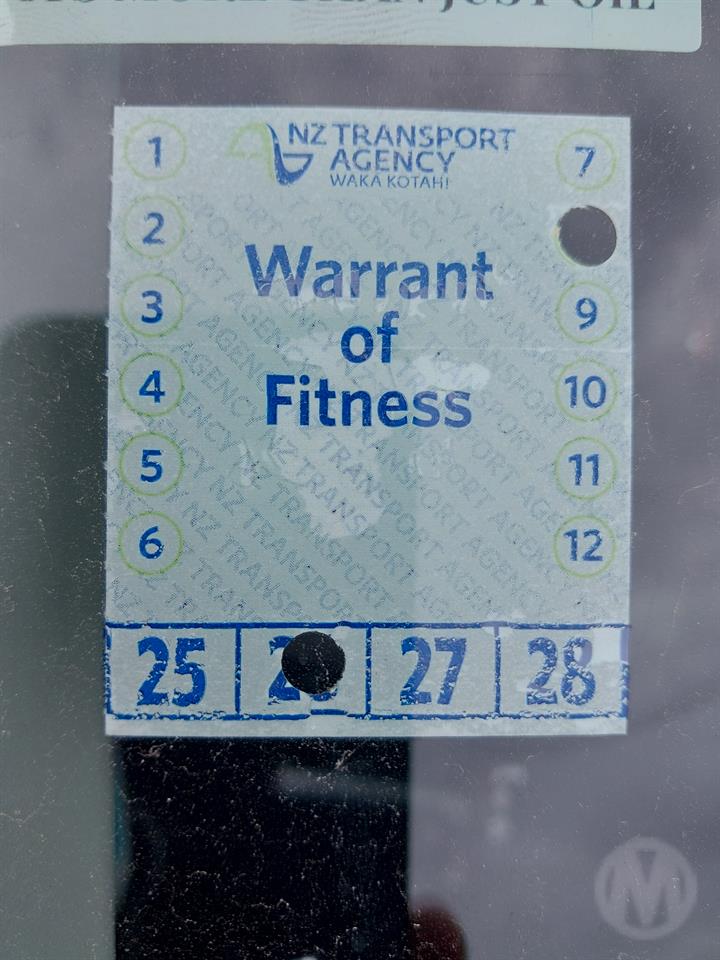 NZ TRANSPORT
AGENCY
WAKA KOTAHI
Warrant
of
Fitness
1
2
3
4
5
6
7
9
10
11
12
25
27
28
M